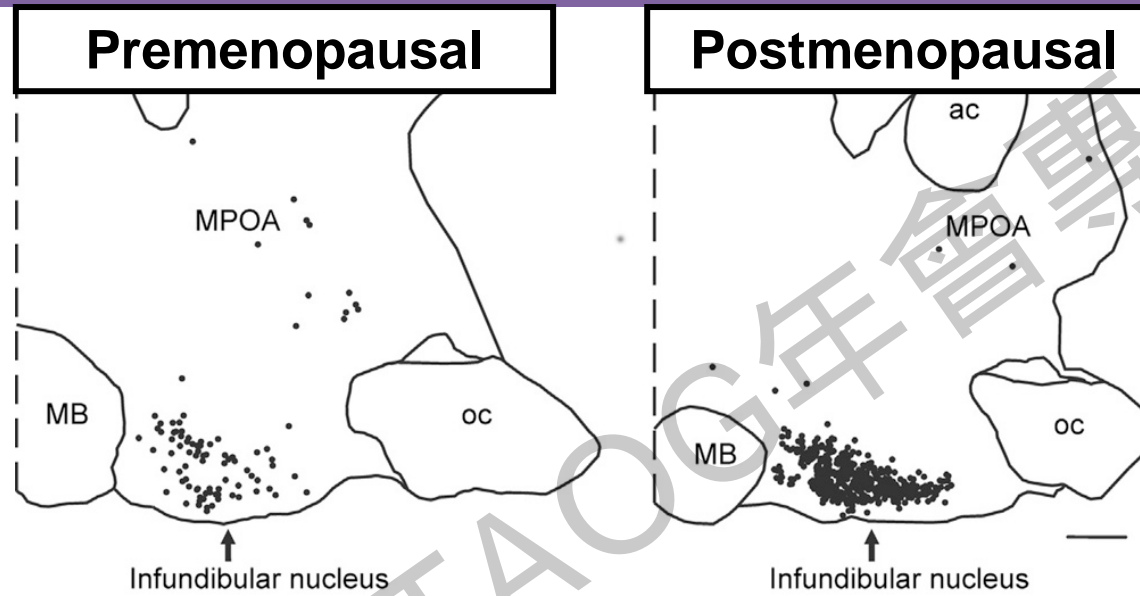 Premenopausal
Postmenopausal
ac
MPOA
MPOA
MB
oc
MB
oc
Infundibular nucleus
Infundibular nucleus
TAOG年會專